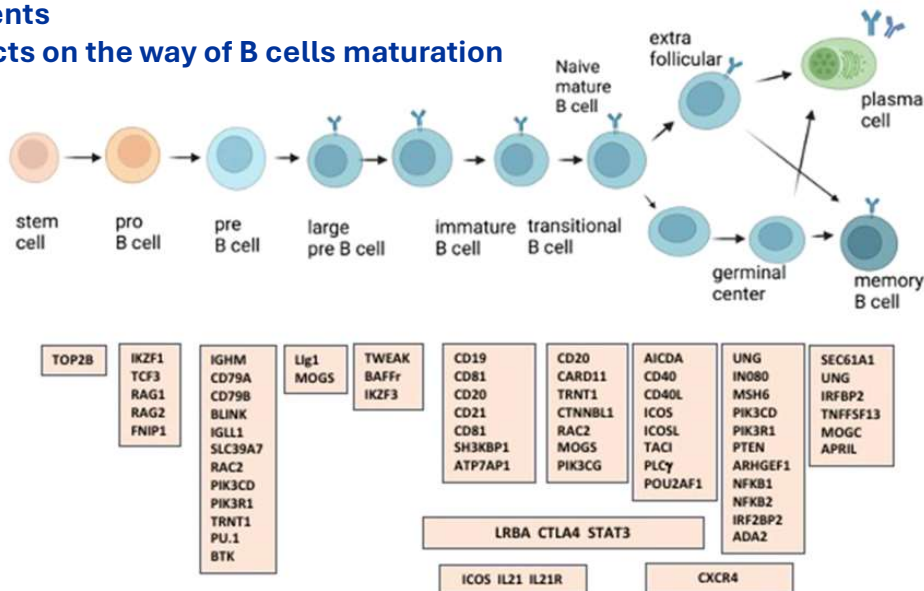 ents
cts on the way of B cells maturation
stem
cell
pro
B cell
pre
B cell
large
pre B cell
immature
B cell
transitional
B cell
Naive
mature
B cell
extra
follicular
germinal
center
plasma
cell
memory
B cell
TOP2B
IKZF1
TCF3
RAG1
RAG2
FNIP1
IGHM
CD79A
CD79B
BLINK
IGLL1
SLC39A7
RAC2
PIK3CD
PIK3R1
TRNT1
PU.1
BTK
LIg1
MOGS
TWEAK
BAFFr
IKZF3
CD19
CD81
CD20
CD21
CD81
SH3KBP1
ATP7AP1
CD20
CARD11
TRNT1
CTNNBL1
RAC2
MOGS
PIK3CG
AICDA
CD40
CD40L
ICOS
ICOSL
TACI
PLCγ
POU2AF1
UNG
IN080
MSH6
PIK3CD
PIK3R1
PTEN
ARHGEF1
NFKB1
NFKB2
IRF2BP2
ADA2
SEC61A1
UNG
IRFBP2
TNFFSF13
MOGC
APRIL
LRBA CTLA4 STAT3
ICOS IL21 IL21R
CXCR4